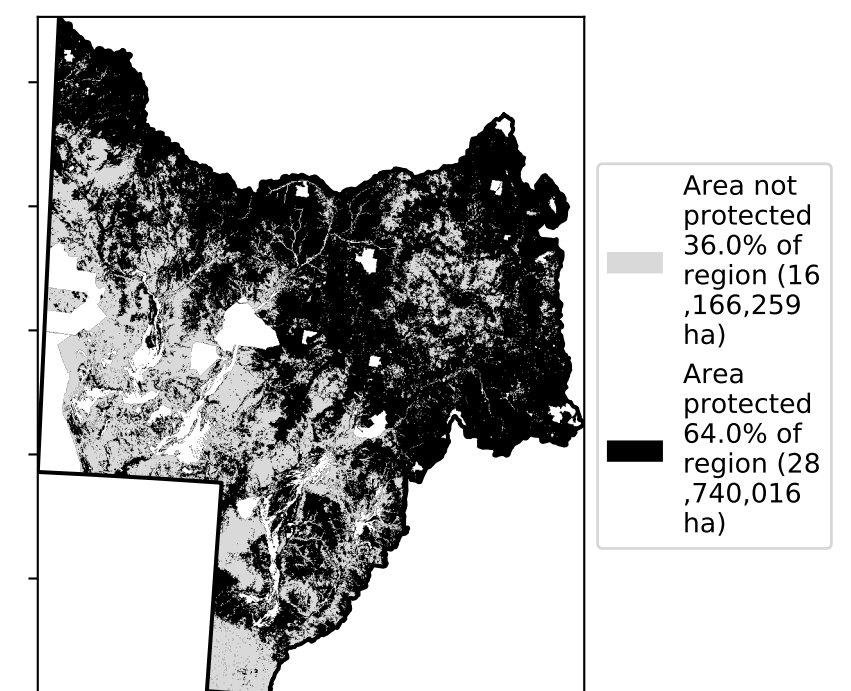 Area not
protected
36.0% of
region (16
,166,259
ha)
Area
protected
64.0% of
region (28
,740,016
ha)